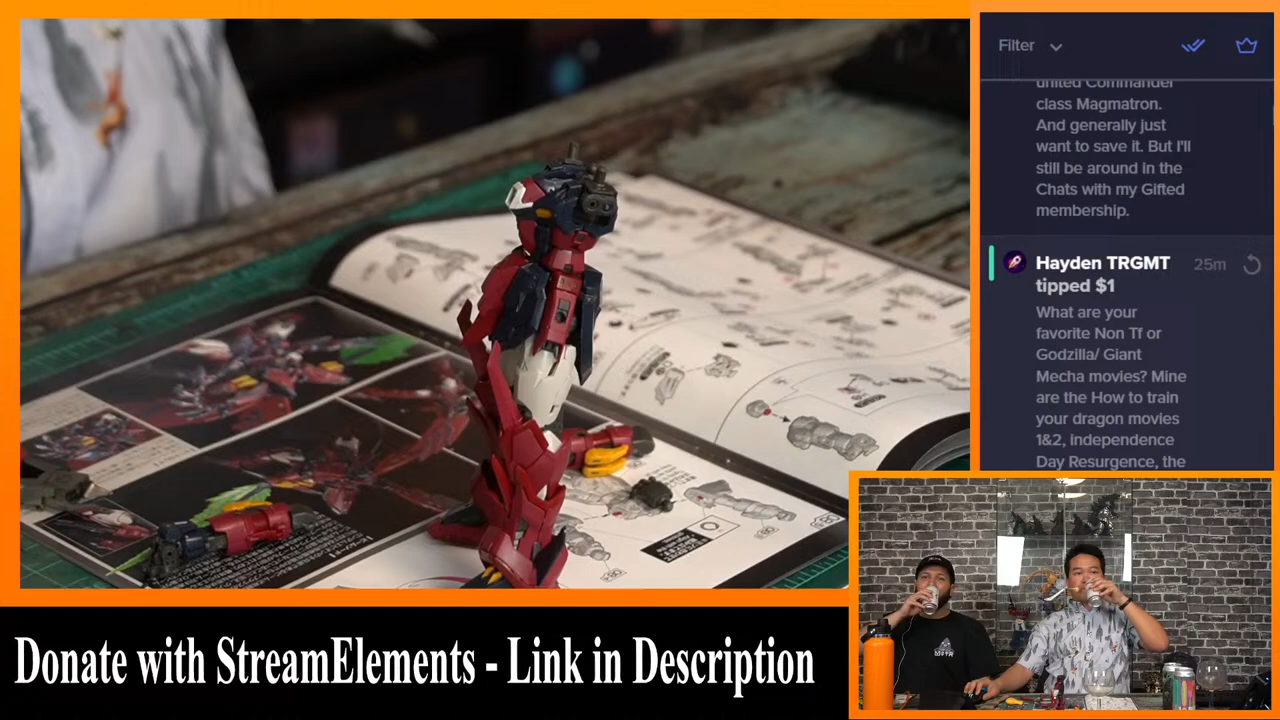 Filter
united Commander
class Magmatron.
And generally just
want to save it. But I'll
still be around in the
Chats with my Gifted
membership.
Hayden TRGMT 25m
tipped $1
What are your
favorite Non Tf or
Godzilla/ Giant
Mecha movies? Mine
are the How to train
your dragon movies
1&2, independence
Day Resurgence, the
Donate with StreamElements - Link in Description